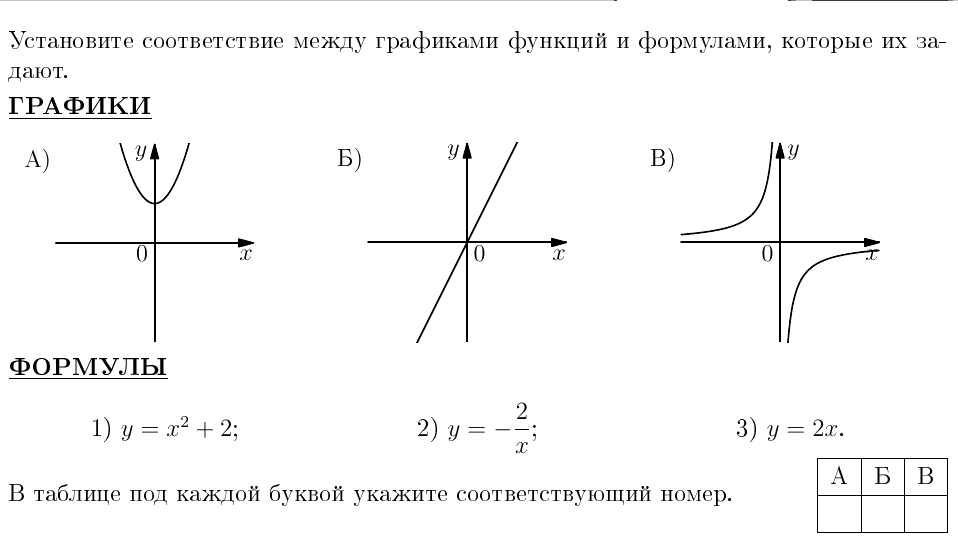 Установите соответствие между графиками функций и формулами, которые их за-
дают.
ГРАФИКИ
А) y 0 x
Б) y 0 x
В) y 0 x
ФОРМУЛЫ
1) y = x² + 2; 2) y = −2/x; 3) y = 2x.
В таблице под каждой буквой укажите соответствующий номер.
А Б В